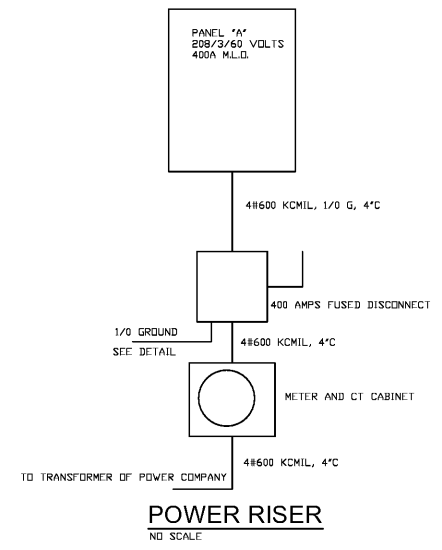 PANEL "A"
208/3/60 VOLTS
400A M.L.O.
4#600 KCMIL, 1/0 G, 4"C
400 AMPS FUSED DISCONNECT
1/0 GROUND
SEE DETAIL
4#600 KCMIL, 4"C
METER AND CT CABINET
4#600 KCMIL, 4"C
TO TRANSFORMER OF POWER COMPANY
POWER RISER
NO SCALE